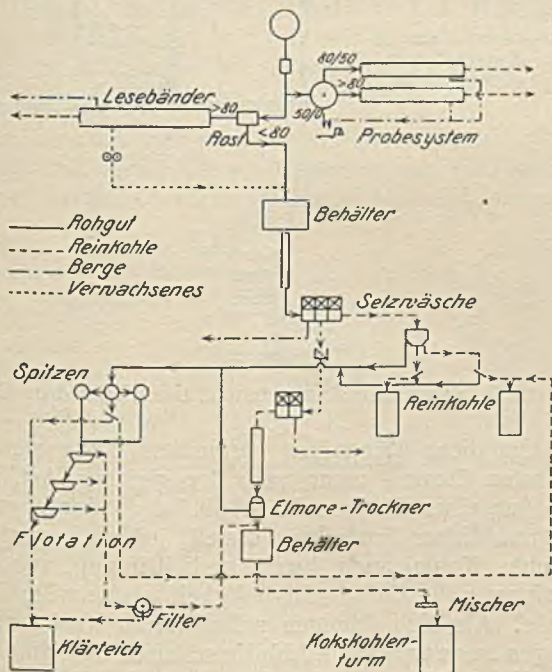 80/50
Lesebänder
>80
>80
50/0
Rost
<80
Probesystem
Behälter
Rohgut
Reinkohle
Berge
Verwachsenes
Setzwäsche
Spitzen
Reinkohle
Elmore-Trockner
Flotation
Behälter
Mischer
Filter
Klärteich
Kokskohlen-
turm